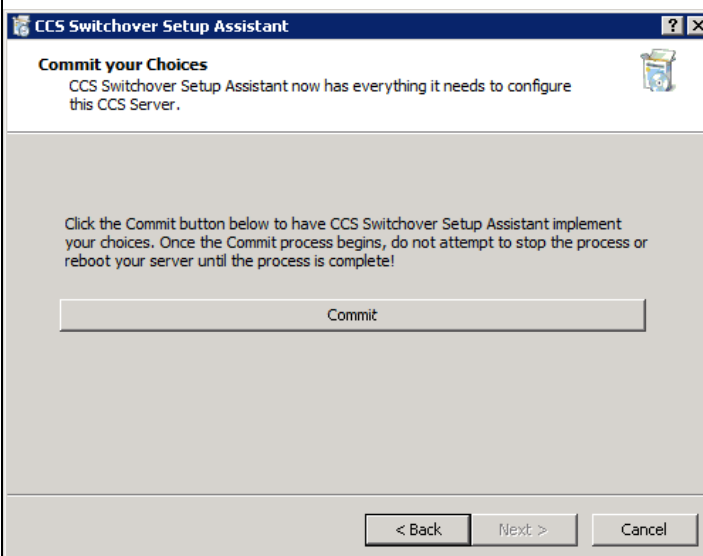 CCS Switchover Setup Assistant
Commit your Choices
CCS Switchover Setup Assistant now has everything it needs to configure
this CCS Server.
Click the Commit button below to have CCS Switchover Setup Assistant implement
your choices. Once the Commit process begins, do not attempt to stop the process or
reboot your server until the process is complete!
Commit
< Back Next > Cancel